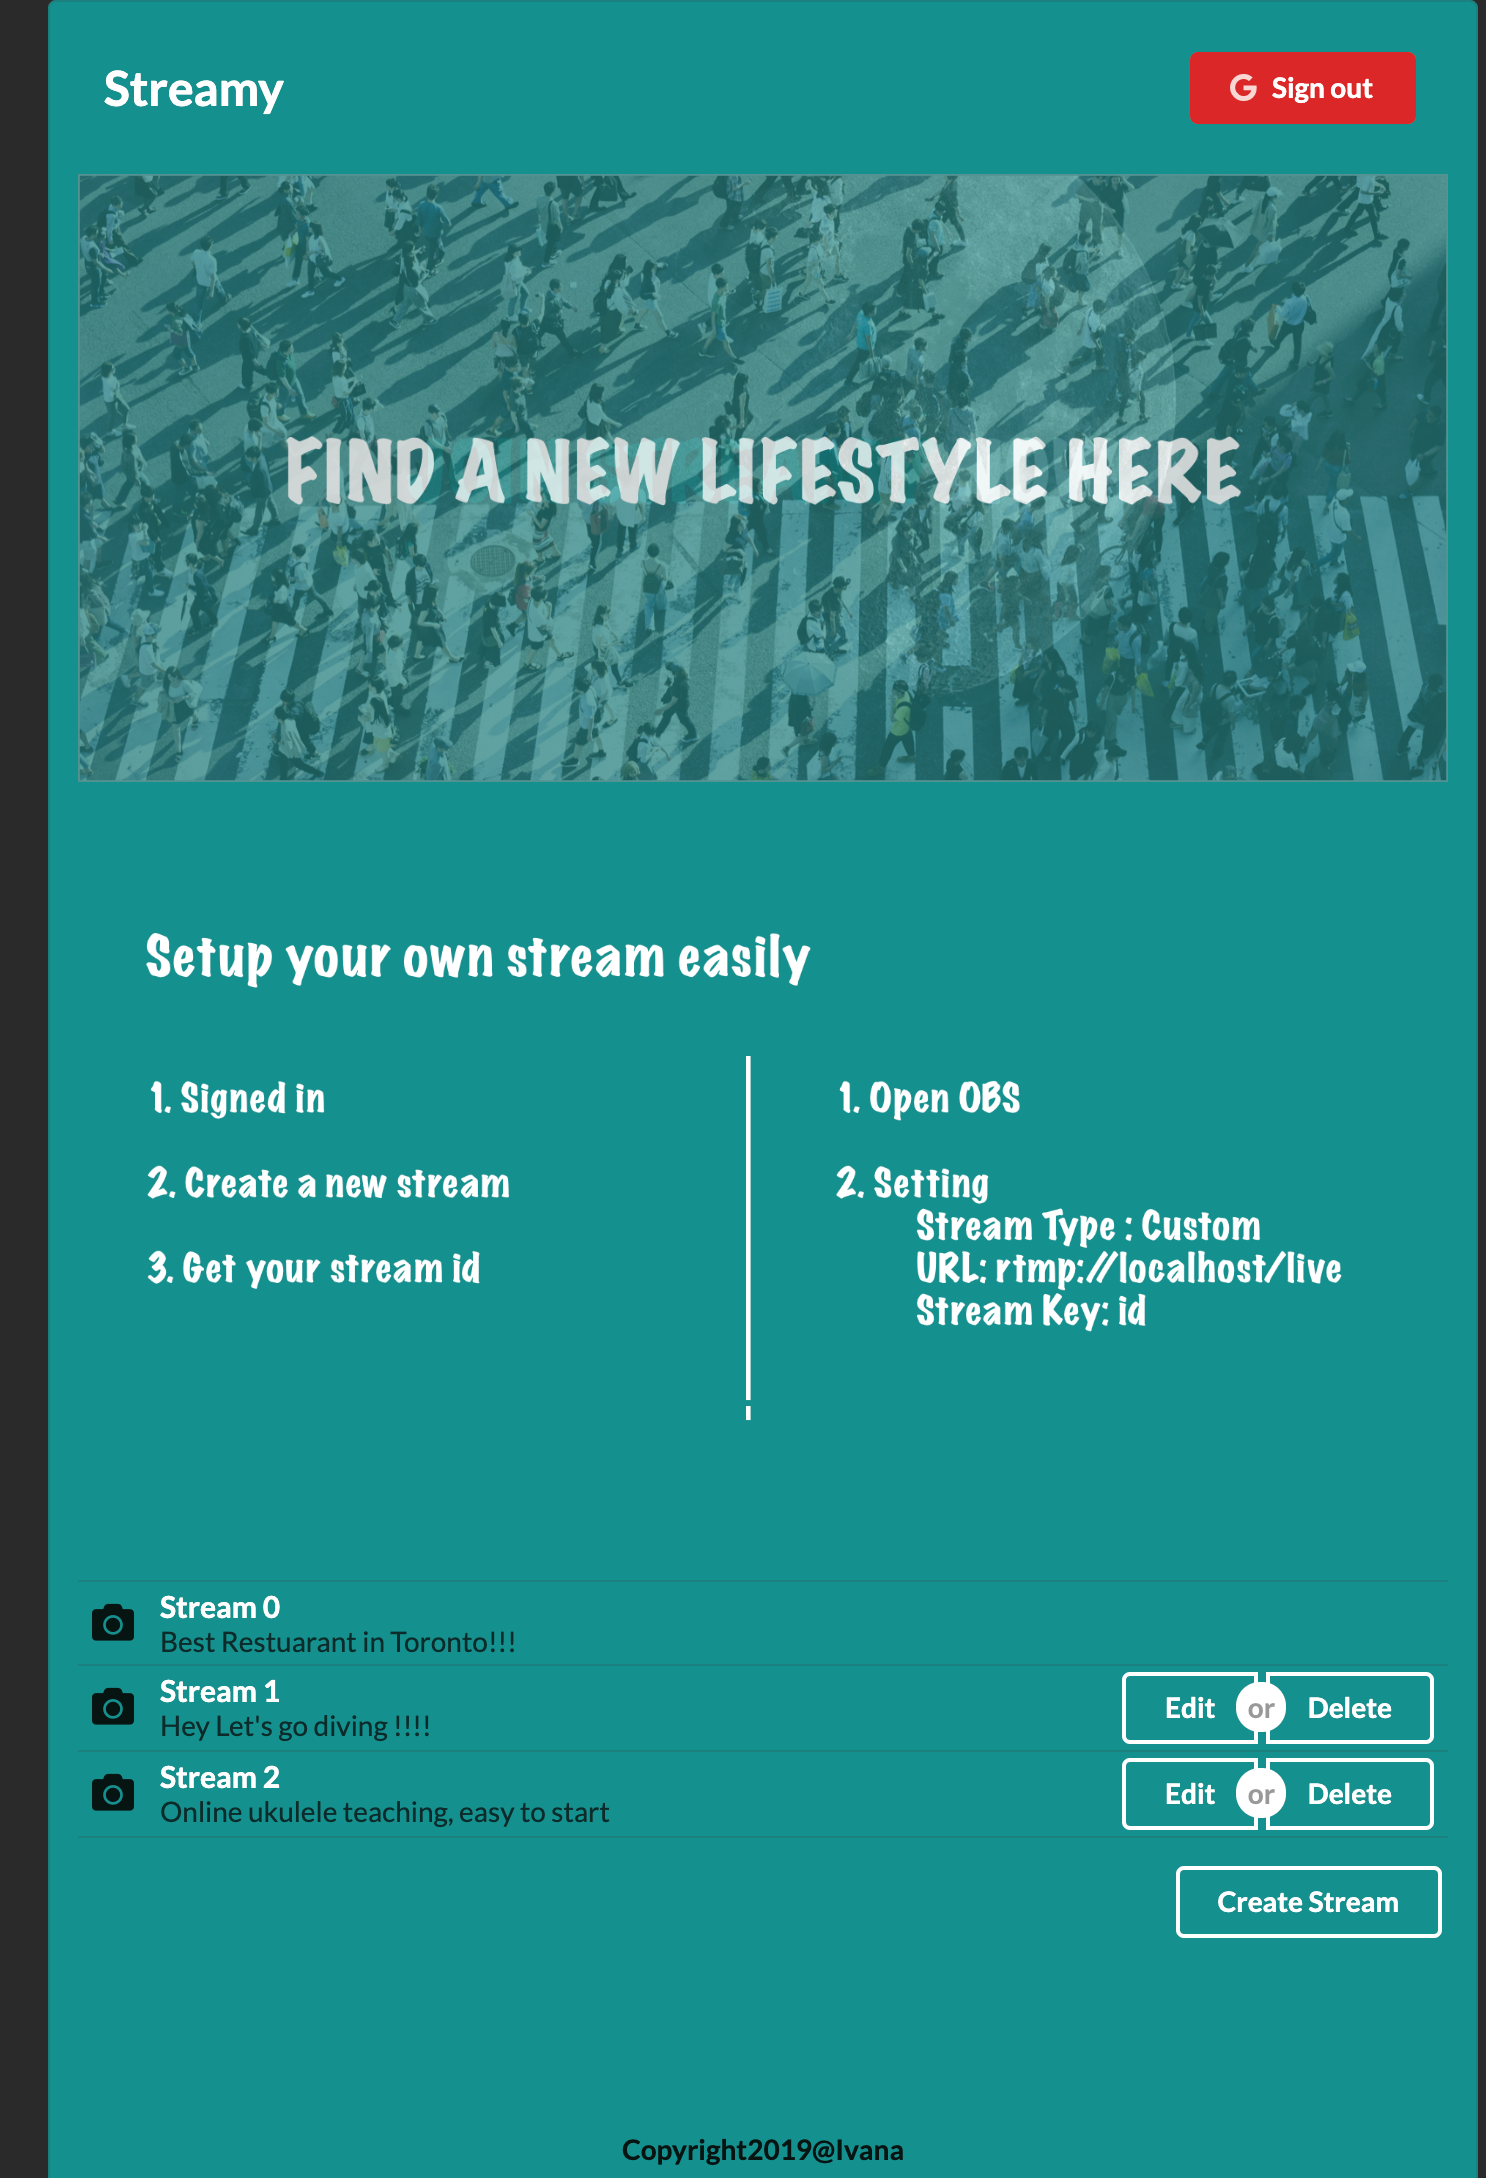 Streamy
Sign out
FIND A NEW LIFESTYLE HERE
Setup your own stream easily
1. Signed in
2. Create a new stream
3. Get your stream id
1. Open OBS
2. Setting
Stream Type : Custom
URL: rtmp://localhost/live
Stream Key: id
Stream 0
Best Restuarant in Toronto!!!
Stream 1
Hey Let's go diving !!!!
Edit or Delete
Stream 2
Online ukulele teaching, easy to start
Edit or Delete
Create Stream
Copyright2019@Ivana